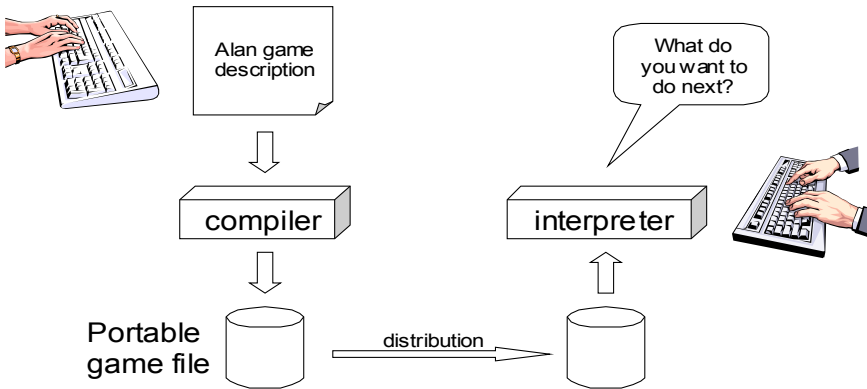 Alan game
description
What do
you want to
do next?
compiler
interpreter
Portable
game file
distribution